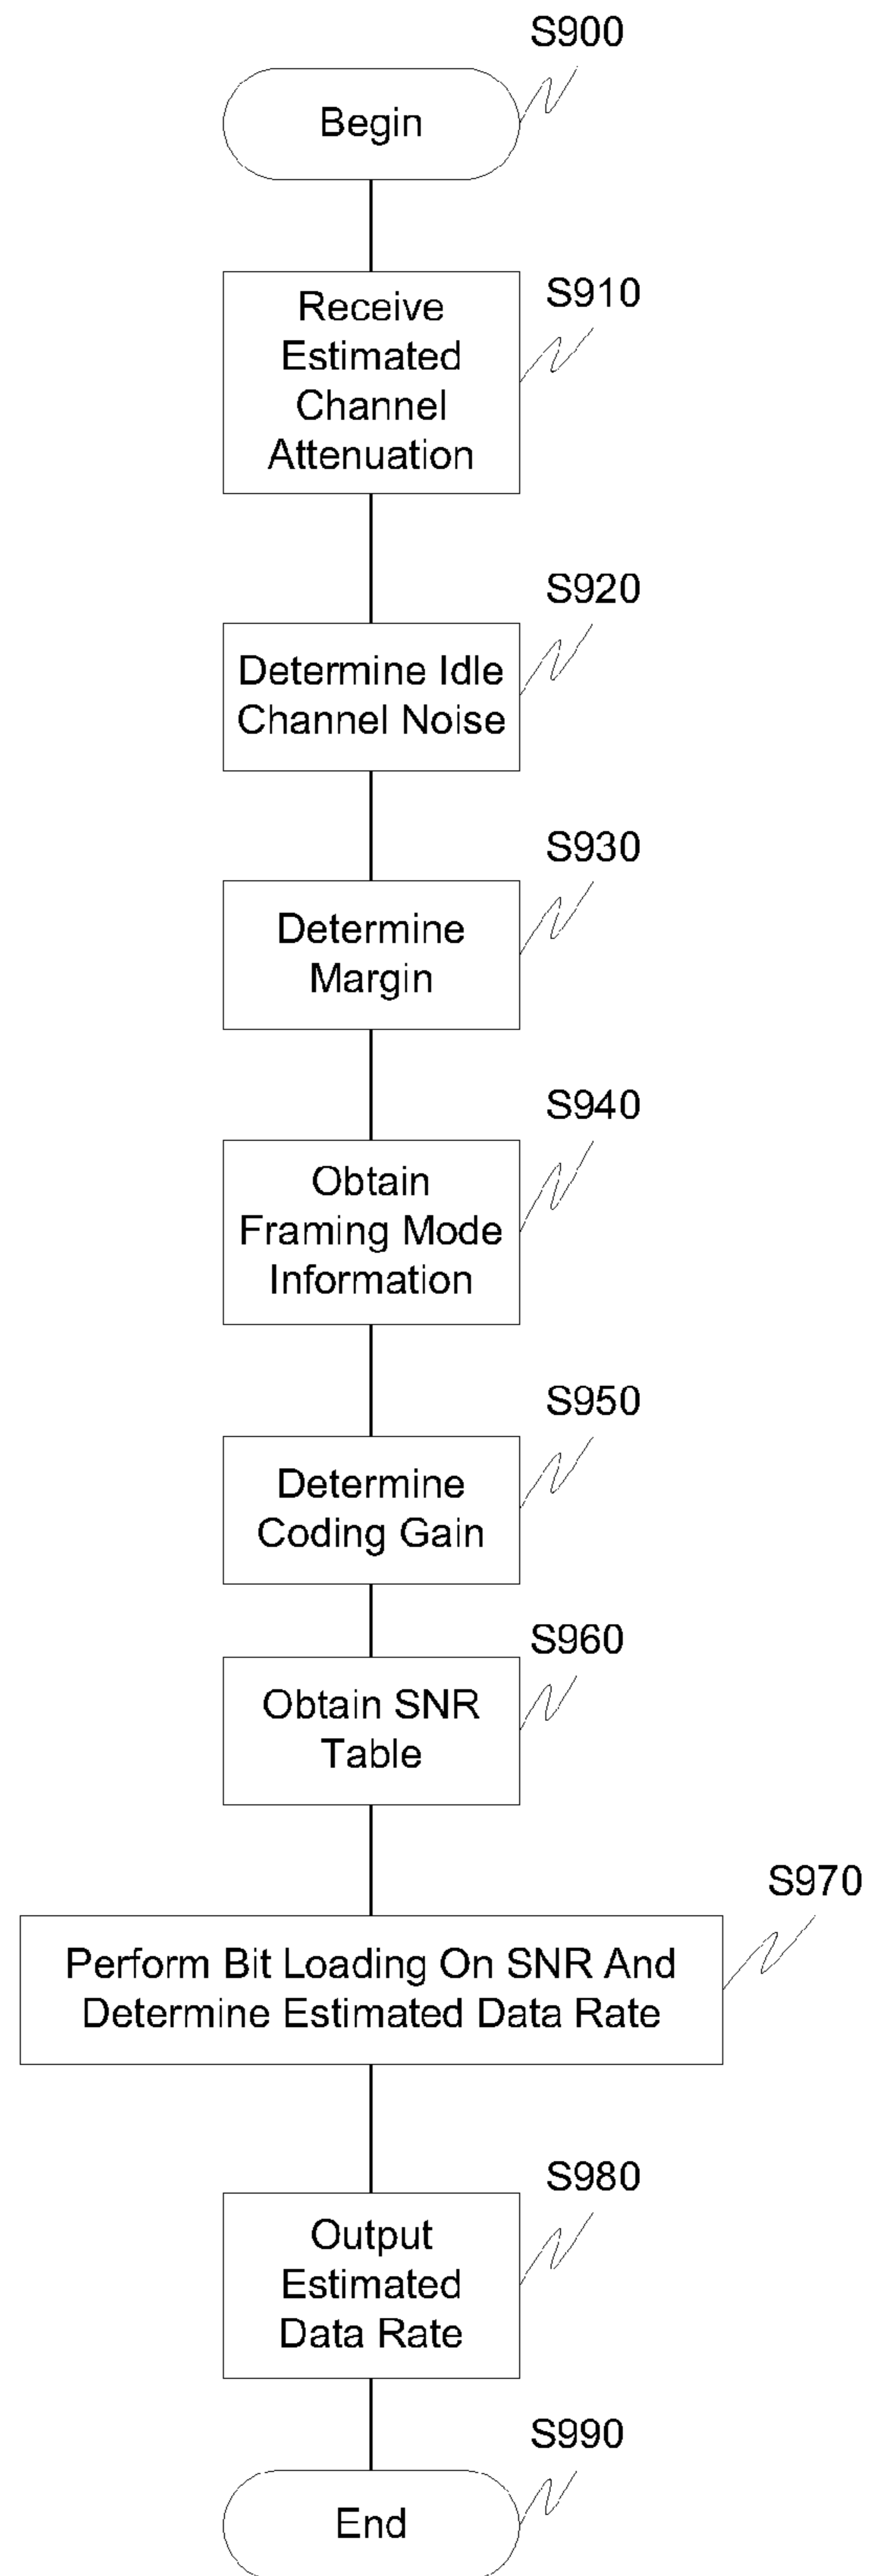 S900
Begin
S910
Receive
Estimated
Channel
Attenuation
S920
Determine Idle
Channel Noise
S930
Determine
Margin
S940
Obtain
Framing Mode
Information
S950
Determine
Coding Gain
S960
Obtain SNR
Table
S970
Perform Bit Loading On SNR And
Determine Estimated Data Rate
S980
Output
Estimated
Data Rate
S990
End